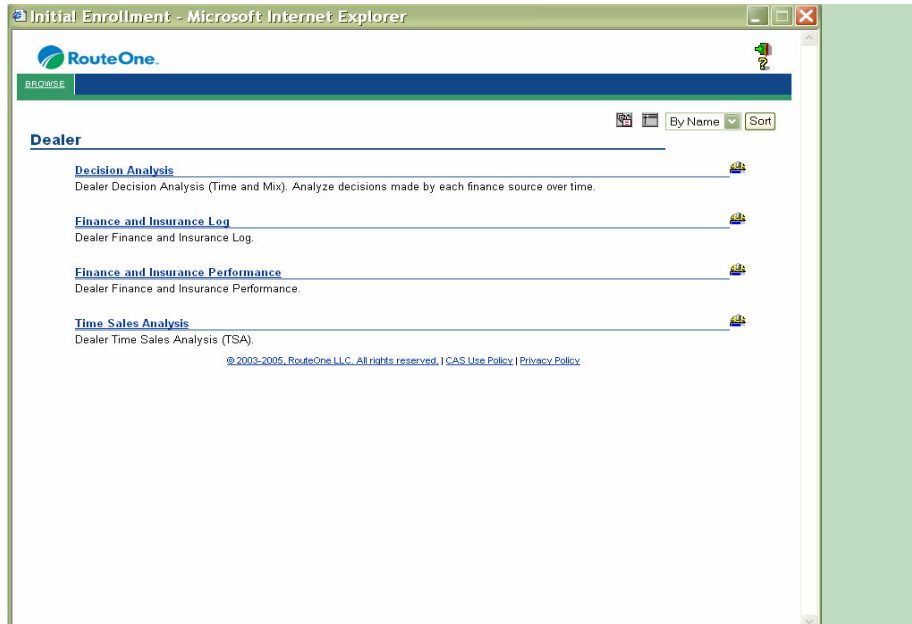 Initial Enrollment - Microsoft Internet Explorer
RouteOne.
BROWSE
By Name Sort
Dealer
Decision Analysis
Dealer Decision Analysis (Time and Mix). Analyze decisions made by each finance source over time.
Finance and Insurance Log
Dealer Finance and Insurance Log.
Finance and Insurance Performance
Dealer Finance and Insurance Performance.
Time Sales Analysis
Dealer Time Sales Analysis (TSA).
© 2003-2005, RouteOne LLC. All rights reserved. | CAS Use Policy | Privacy Policy